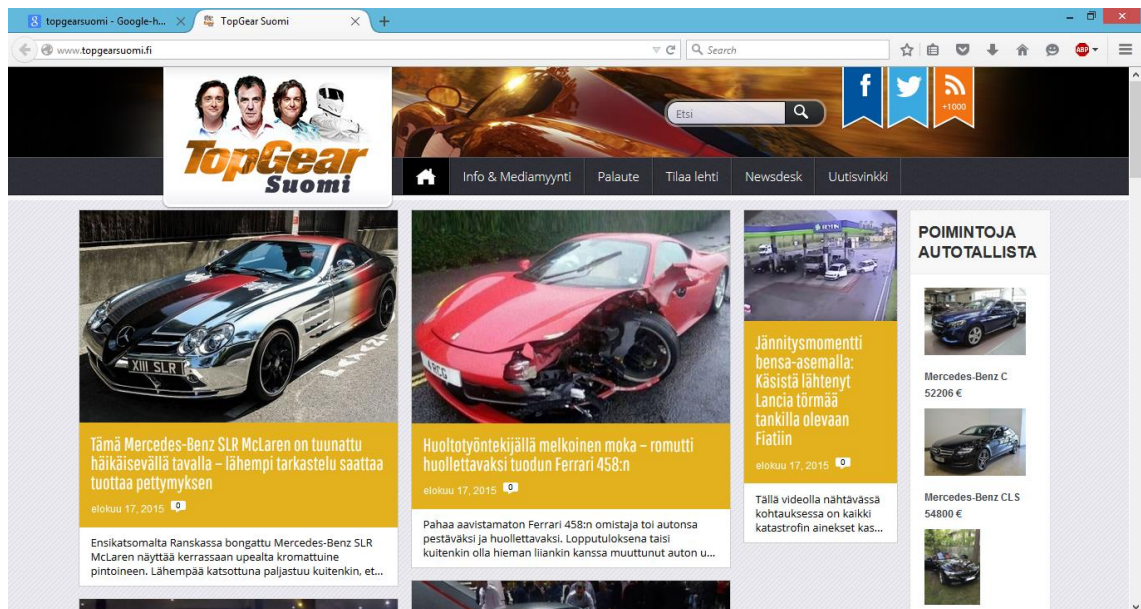 topgearsuomi - Google-h...
TopGear Suomi
www.topgearsuomi.fi
Search
ABP
TopGear
Suomi
Etsi
+1000
Info & Mediamyynti
Palaute
Tilaa lehti
Newsdesk
Uutisvinkki
XIII SLR
Tämä Mercedes-Benz SLR McLaren on tuunattu
häikäisevällä tavalla – lähempi tarkastelu saattaa
tuottaa pettymyksen
elokuu 17, 2015 0
Ensikatsomalta Ranskassa bongattu Mercedes-Benz SLR
McLaren näyttää kerrassaan upealta kromattuine
pintoineen. Lähempää katsottuna paljastuu kuitenkin, et...
Huoltotyöntekijällä melkoinen moka – romutti
huollettavaksi tuodun Ferrari 458:n
elokuu 17, 2015 0
Pahaa aavistamaton Ferrari 458:n omistaja toi autonsa
pestäväksi ja huollettavaksi. Lopputuloksena taisi
kuitenkin olla hieman liiankin kanssa muuttunut auton u...
Jännitysmomentti
bensa-asemalla:
Käsistä lähtenyt
Lancia törmää
tankilla olevaan
Fiatiin
elokuu 17, 2015 0
Tällä videolla nähtävässä
kohtauksessa on kaikki
katastrofin ainekset kas...
POIMINTOJA
AUTOTALLISTA
Mercedes-Benz C
52206 €
Mercedes-Benz CLS
54800 €